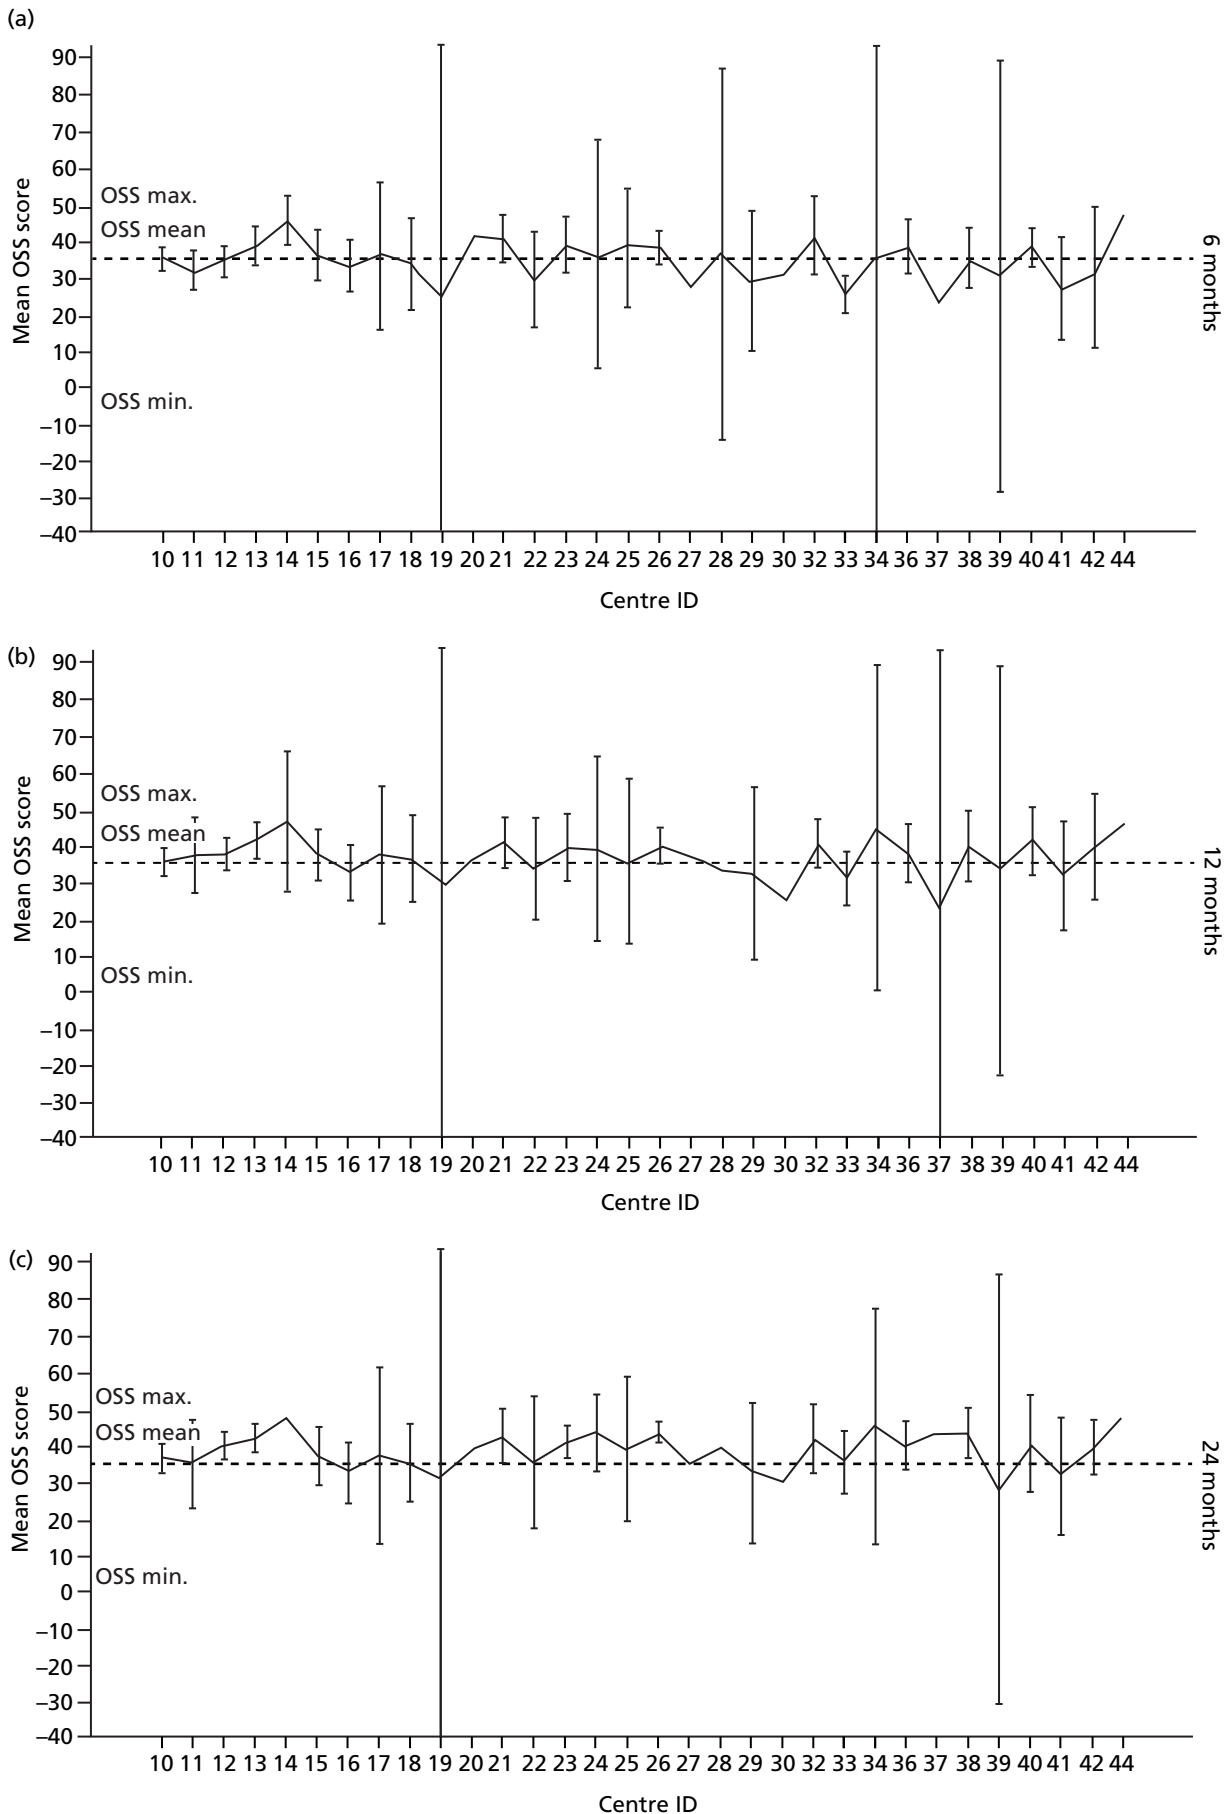 (a)
90
80
70
60
50
40
30
20
10
0
–10
–20
–30
–40
Mean OSS score
OSS max.
OSS mean
OSS min.
6 months
10 11 12 13 14 15 16 17 18 19 20 21 22 23 24 25 26 27 28 29 30 32 33 34 36 37 38 39 40 41 42 44
Centre ID
(b)
90
80
70
60
50
40
30
20
10
0
–10
–20
–30
–40
Mean OSS score
OSS max.
OSS mean
OSS min.
12 months
10 11 12 13 14 15 16 17 18 19 20 21 22 23 24 25 26 27 28 29 30 32 33 34 36 37 38 39 40 41 42 44
Centre ID
(c)
90
80
70
60
50
40
30
20
10
0
–10
–20
–30
–40
Mean OSS score
OSS max.
OSS mean
OSS min.
24 months
10 11 12 13 14 15 16 17 18 19 20 21 22 23 24 25 26 27 28 29 30 32 33 34 36 37 38 39 40 41 42 44
Centre ID